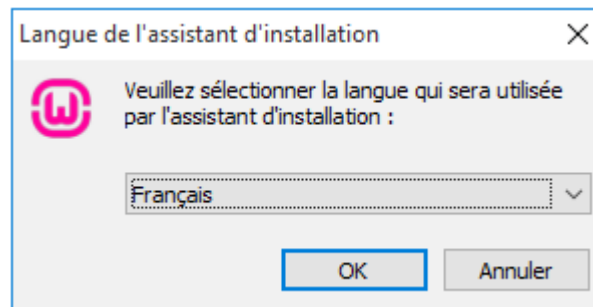 Langue de l'assistant d'installation
Veuillez sélectionner la langue qui sera utilisée
par l'assistant d'installation :
Français
OK Annuler